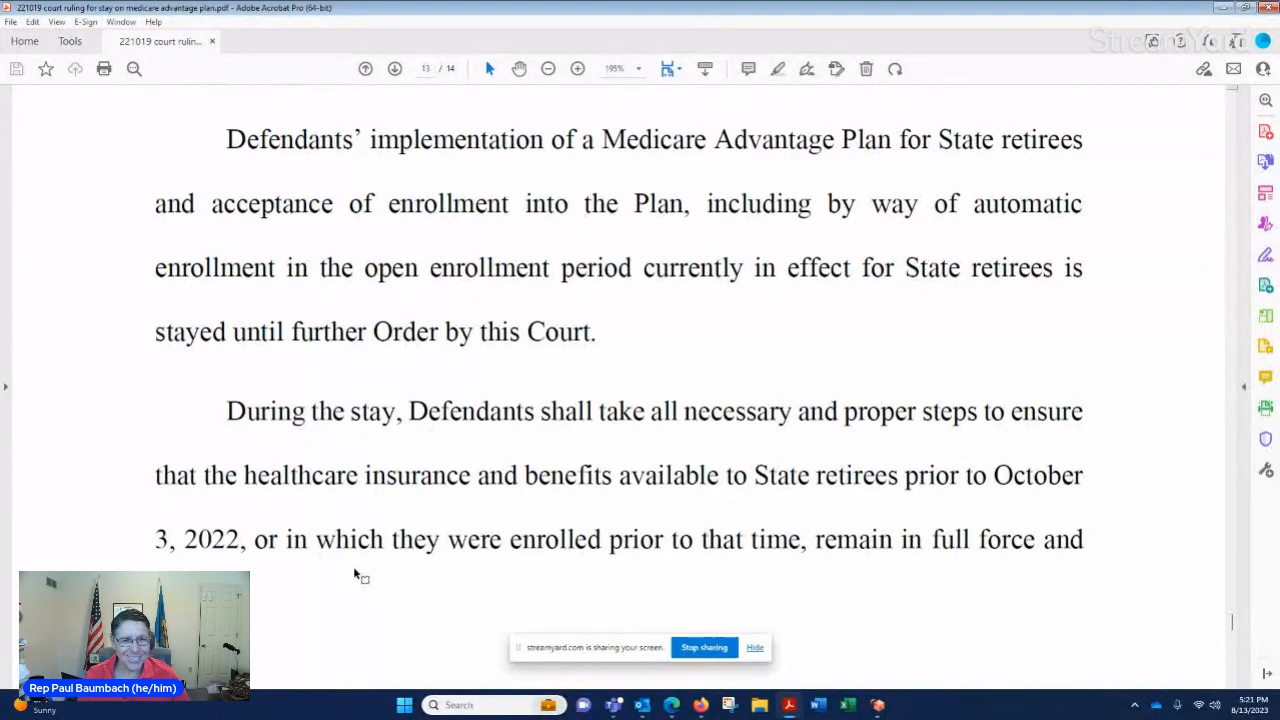 221019 court ruling for stay on medicare advantage plan.pdf - Adobe Acrobat Pro (64-bit)
File Edit View E-Sign Window Help
StreamYard
Home Tools 221019 court rulin... ×
13 / 14 195%
Defendants’ implementation of a Medicare Advantage Plan for State retirees
and acceptance of enrollment into the Plan, including by way of automatic
enrollment in the open enrollment period currently in effect for State retirees is
stayed until further Order by this Court.
During the stay, Defendants shall take all necessary and proper steps to ensure
that the healthcare insurance and benefits available to State retirees prior to October
3, 2022, or in which they were enrolled prior to that time, remain in full force and
streamyard.com is sharing your screen. Stop sharing Hide
Rep Paul Baumbach (he/him)
Sunny
Search
5:21 PM
8/13/2023